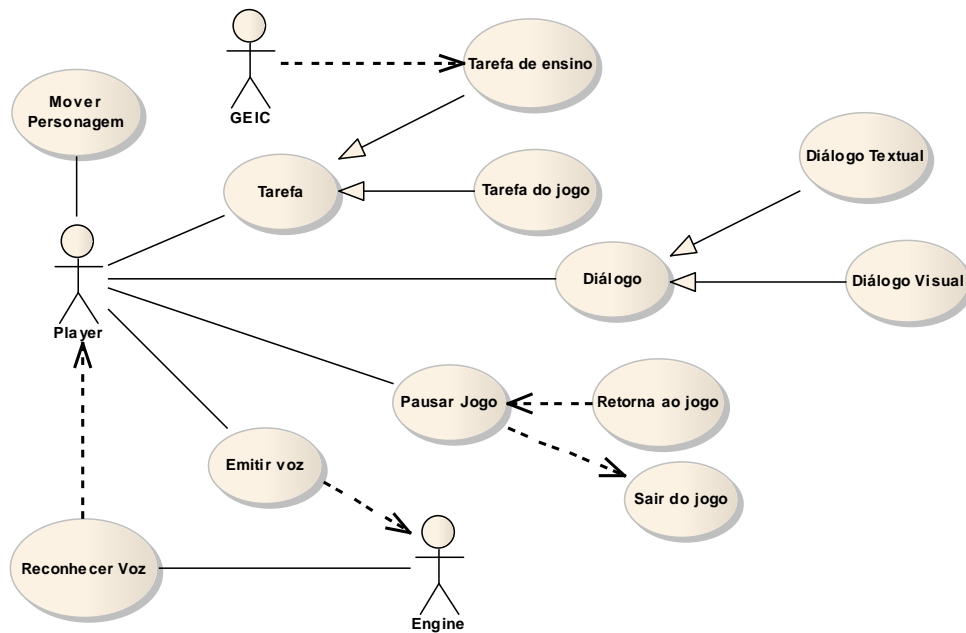 Tarefa de ensino
GEIC
Mover
Personagem
Diálogo Textual
Tarefa
Tarefa do jogo
Diálogo
Diálogo Visual
Player
Pausar Jogo
Retorna ao jogo
Emitir voz
Sair do jogo
Reconhecer Voz
Engine